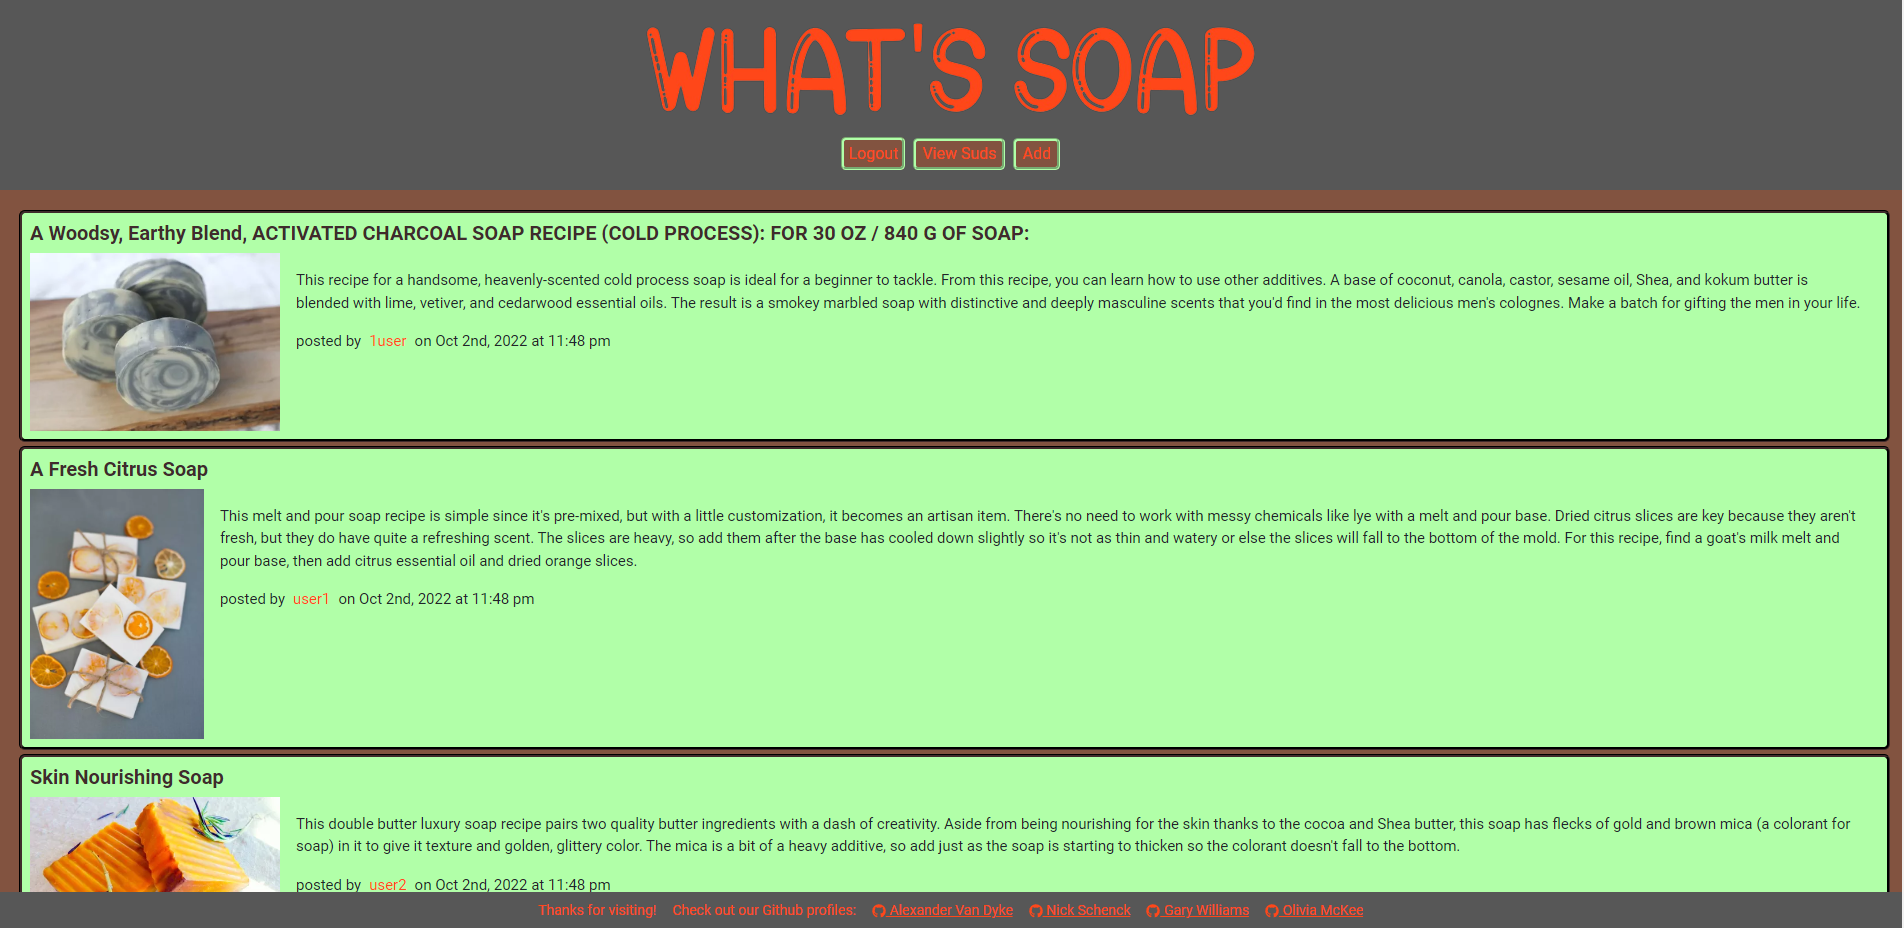 WHAT'S SOAP
Logout View Suds Add
A Woodsy, Earthy Blend, ACTIVATED CHARCOAL SOAP RECIPE (COLD PROCESS): FOR 30 OZ / 840 G OF SOAP:
This recipe for a handsome, heavenly-scented cold process soap is ideal for a beginner to tackle. From this recipe, you can learn how to use other additives. A base of coconut, canola, castor, sesame oil, Shea, and kokum butter is
blended with lime, vetiver, and cedarwood essential oils. The result is a smokey marbled soap with distinctive and deeply masculine scents that you'd find in the most delicious men's colognes. Make a batch for gifting the men in your life.
posted by 1user on Oct 2nd, 2022 at 11:48 pm
A Fresh Citrus Soap
This melt and pour soap recipe is simple since it's pre-mixed, but with a little customization, it becomes an artisan item. There's no need to work with messy chemicals like lye with a melt and pour base. Dried citrus slices are key because they aren't
fresh, but they do have quite a refreshing scent. The slices are heavy, so add them after the base has cooled down slightly so it's not as thin and watery or else the slices will fall to the bottom of the mold. For this recipe, find a goat's milk melt and
pour base, then add citrus essential oil and dried orange slices.
posted by user1 on Oct 2nd, 2022 at 11:48 pm
Skin Nourishing Soap
This double butter luxury soap recipe pairs two quality butter ingredients with a dash of creativity. Aside from being nourishing for the skin thanks to the cocoa and Shea butter, this soap has flecks of gold and brown mica (a colorant for
soap) in it to give it texture and golden, glittery color. The mica is a bit of a heavy additive, so add just as the soap is starting to thicken so the colorant doesn't fall to the bottom.
posted by user2 on Oct 2nd, 2022 at 11:48 pm
Thanks for visiting! Check out our Github profiles: Alexander Van Dyke Nick Schenck Gary Williams Olivia McKee